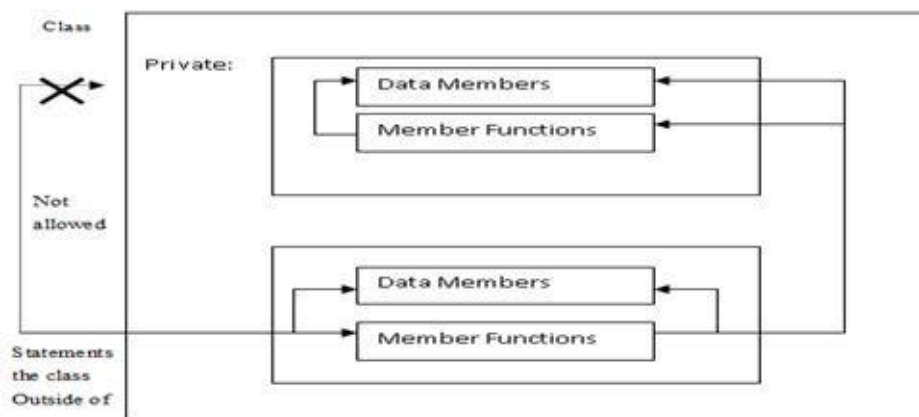 Class
Private:
Data Members
Member Functions
Not
allowed
Data Members
Member Functions
Statements
the class
Outside of